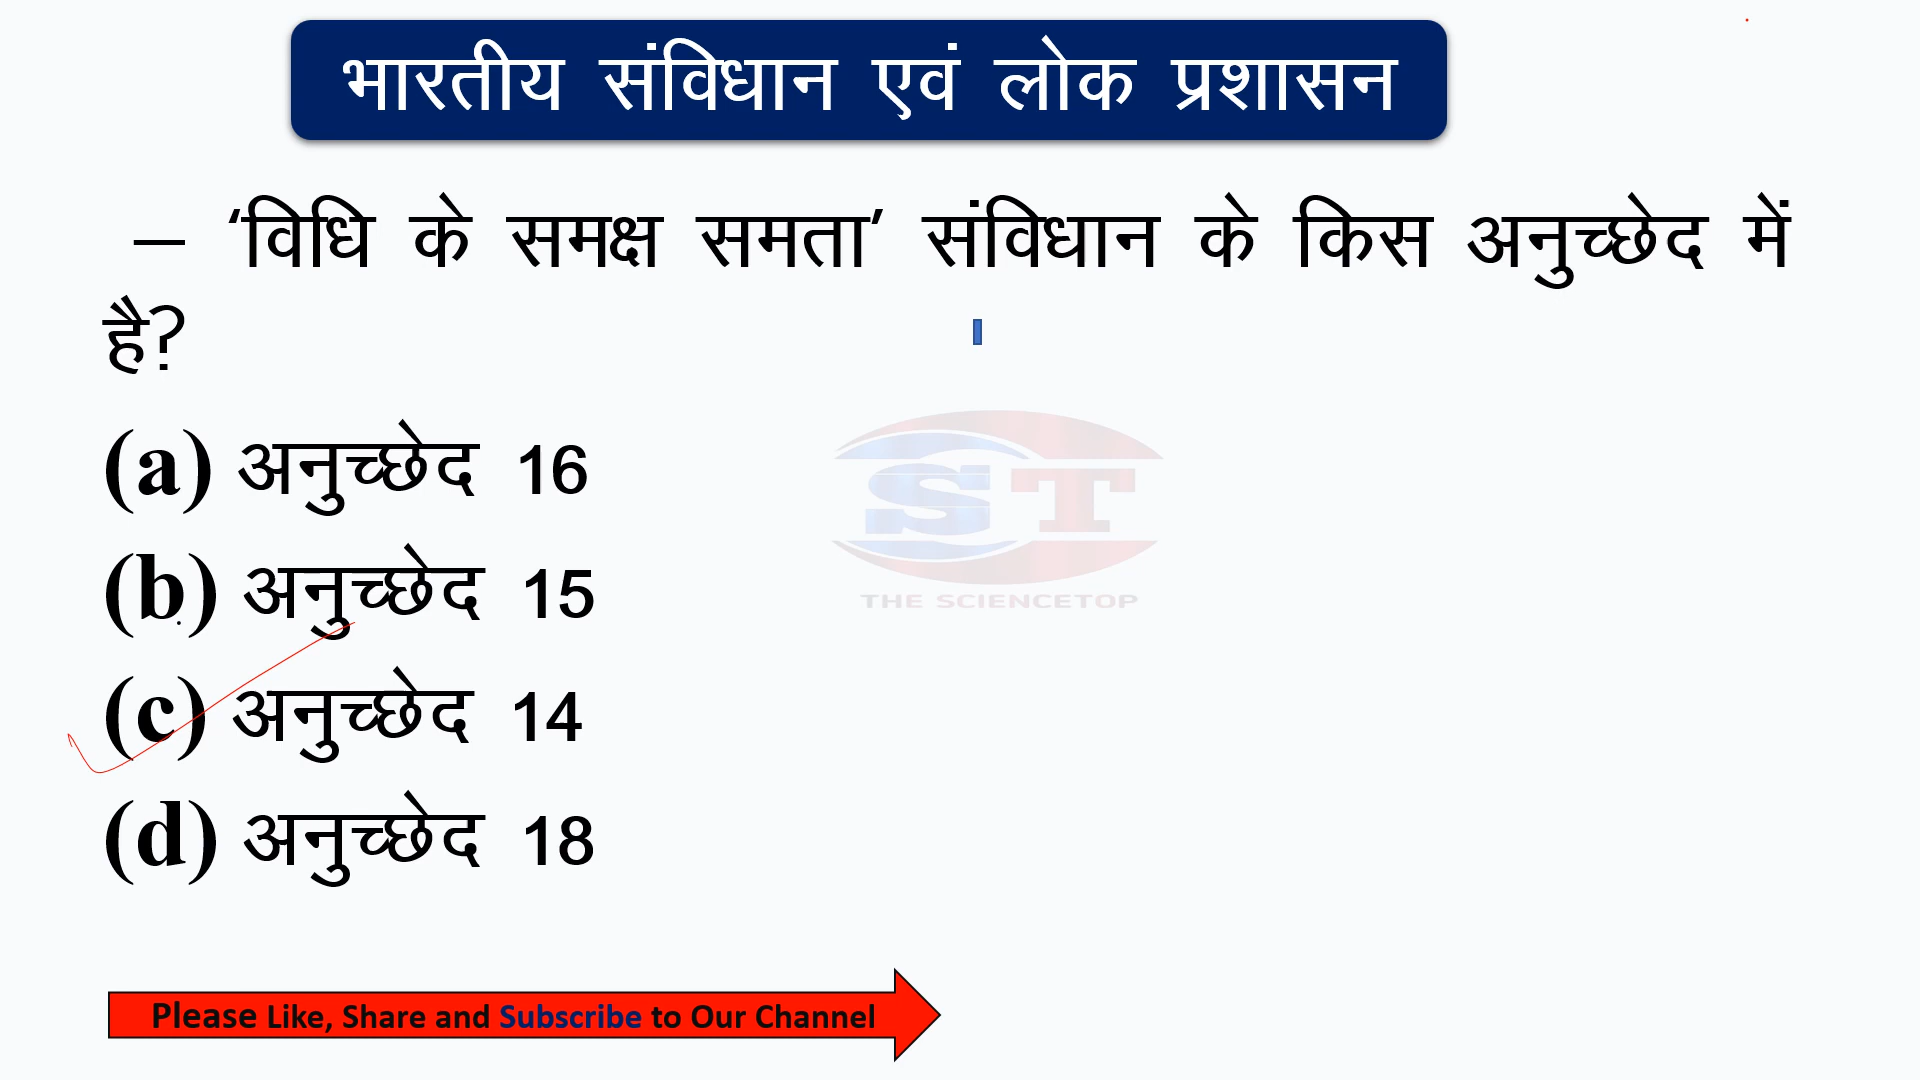 भारतीय संविधान एवं लोक प्रशासन
– ‘विधि के समक्ष समता’ संविधान के किस अनुच्छेद में
है?
(a) अनुच्छेद 16
(b) अनुच्छेद 15
(c) अनुच्छेद 14
(d) अनुच्छेद 18
ST
THE SCIENCETOP
Please Like, Share and Subscribe to Our Channel